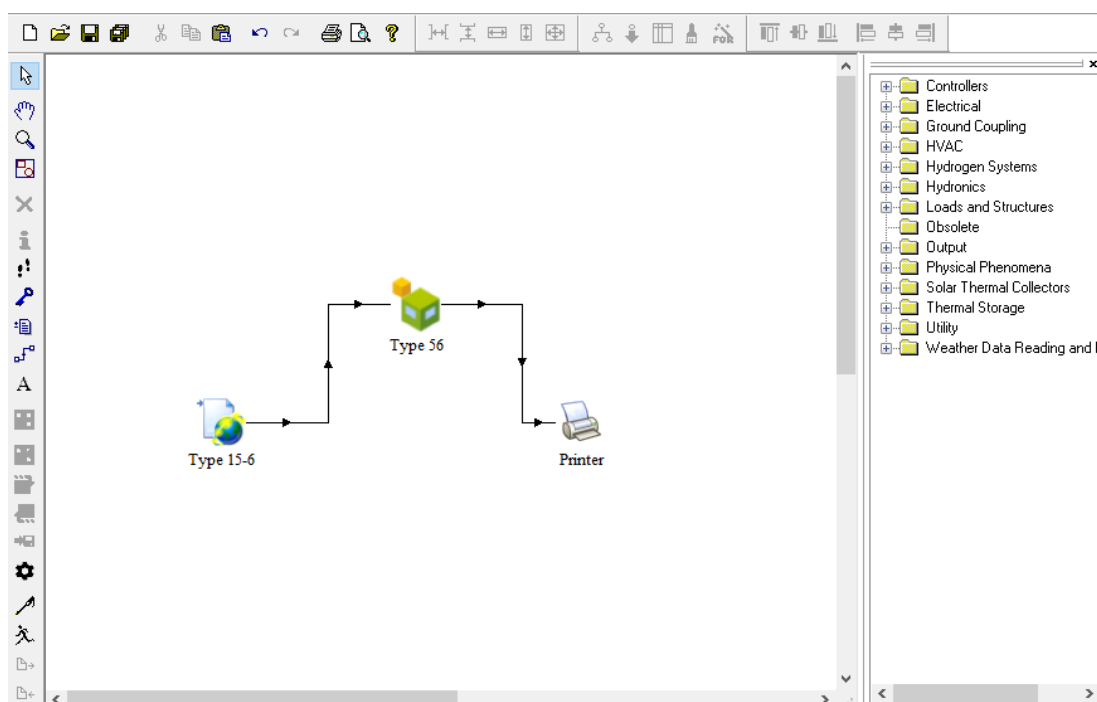 FOR
A
Type 56
Type 15-6
Printer
Controllers
Electrical
Ground Coupling
HVAC
Hydrogen Systems
Hydronics
Loads and Structures
Obsolete
Output
Physical Phenomena
Solar Thermal Collectors
Thermal Storage
Utility
Weather Data Reading and